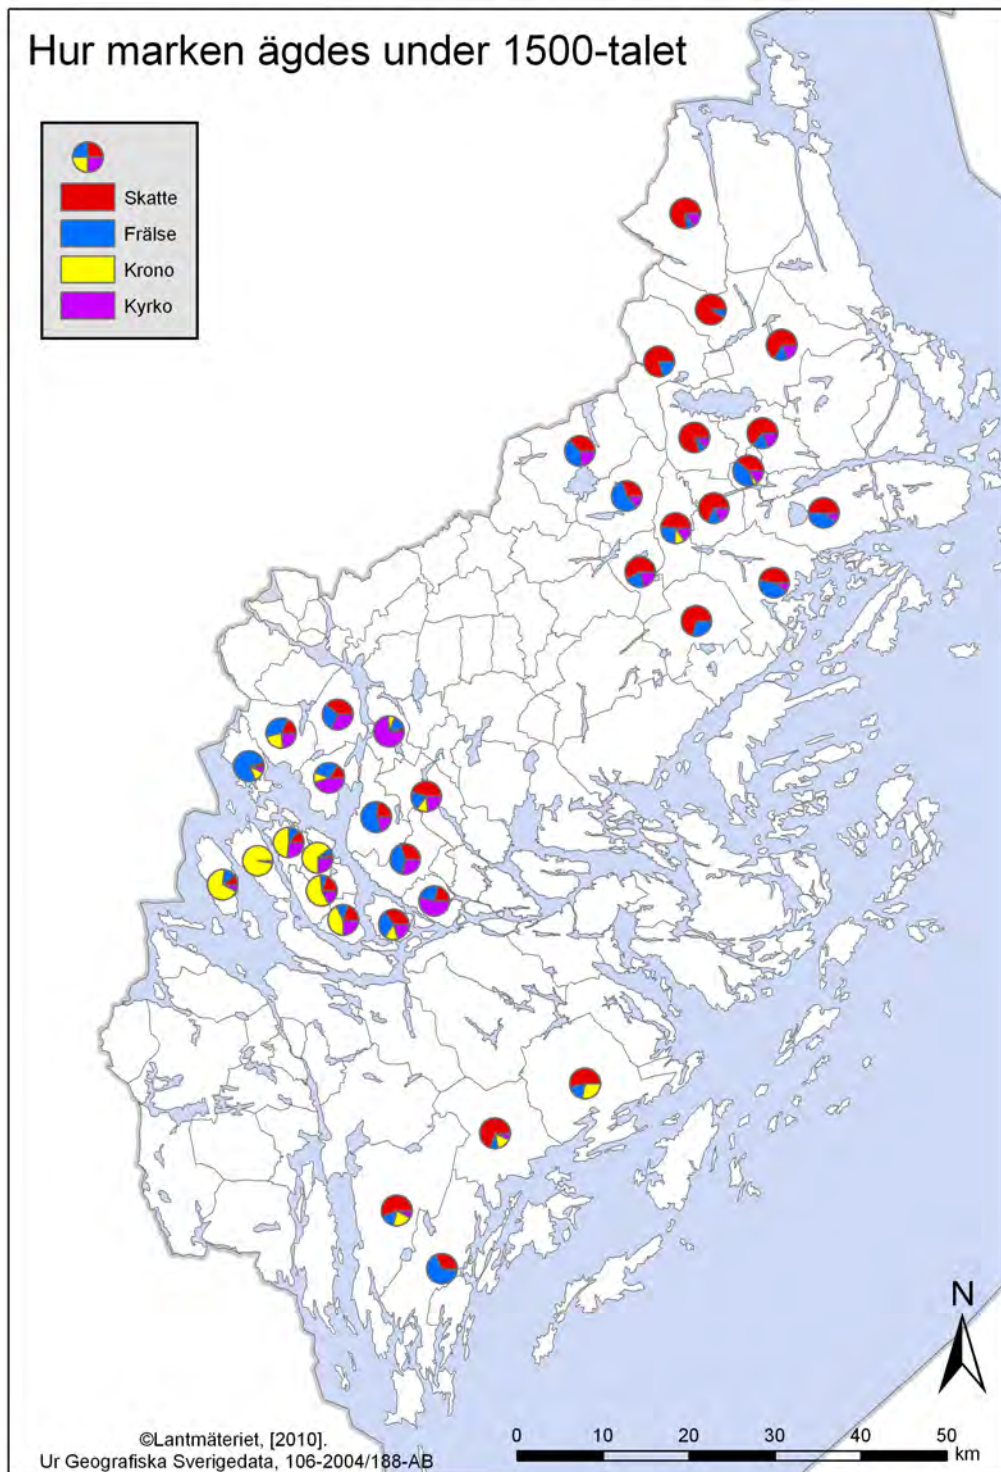 Hur marken ägdes under 1500-talet
Skatte
Frälse
Krono
Kyrko
N
©Lantmäteriet, [2010].
Ur Geografiska Sverigedata, 106-2004/188-AB
0 10 20 30 40 50
km